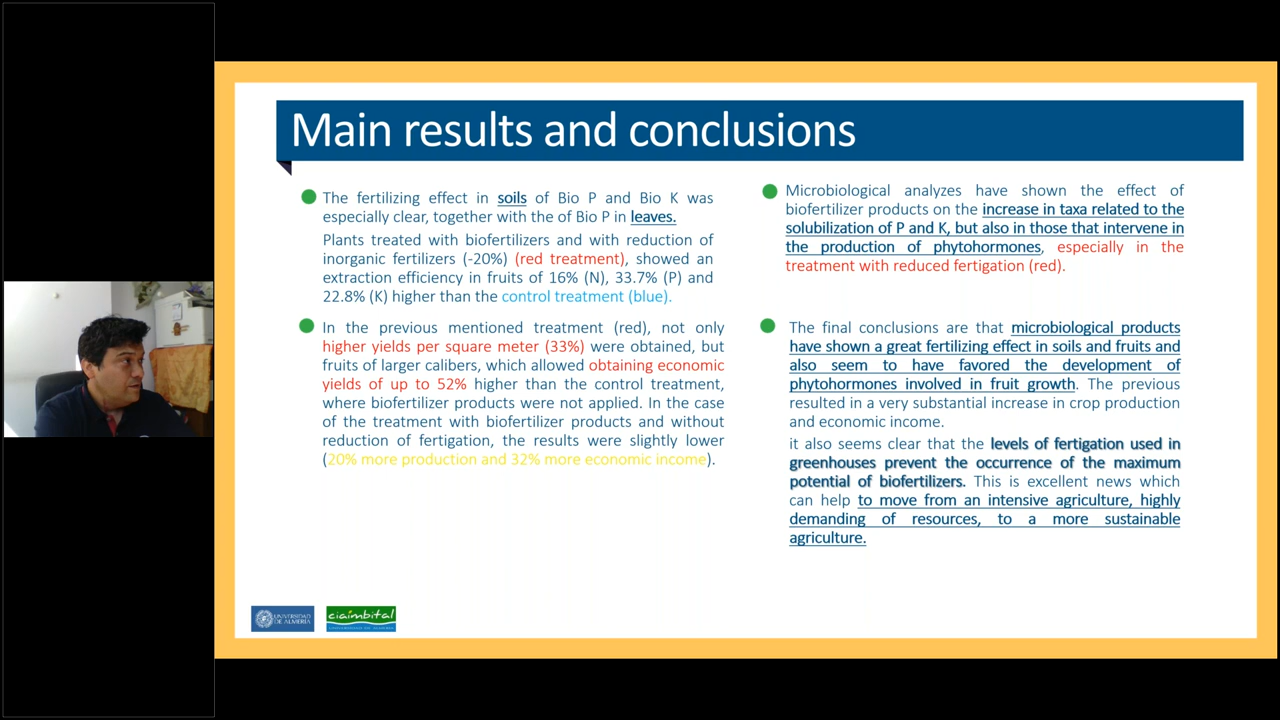 Main results and conclusions
The fertilizing effect in soils of Bio P and Bio K was
especially clear, together with the of Bio P in leaves.
Plants treated with biofertilizers and with reduction of
inorganic fertilizers (-20%) (red treatment), showed an
extraction efficiency in fruits of 16% (N), 33.7% (P) and
22.8% (K) higher than the control treatment (blue).
In the previous mentioned treatment (red), not only
higher yields per square meter (33%) were obtained, but
fruits of larger calibers, which allowed obtaining economic
yields of up to 52% higher than the control treatment,
where biofertilizer products were not applied. In the case
of the treatment with biofertilizer products and without
reduction of fertigation, the results were slightly lower
(20% more production and 32% more economic income).
Microbiological analyzes have shown the effect of
biofertilizer products on the increase in taxa related to the
solubilization of P and K, but also in those that intervene in
the production of phytohormones, especially in the
treatment with reduced fertigation (red).
The final conclusions are that microbiological products
have shown a great fertilizing effect in soils and fruits and
also seem to have favored the development of
phytohormones involved in fruit growth. The previous
resulted in a very substantial increase in crop production
and economic income.
it also seems clear that the levels of fertigation used in
greenhouses prevent the occurrence of the maximum
potential of biofertilizers. This is excellent news which
can help to move from an intensive agriculture, highly
demanding of resources, to a more sustainable
agriculture.
UNIVERSIDAD
DE ALMERÍA
ciaimbital